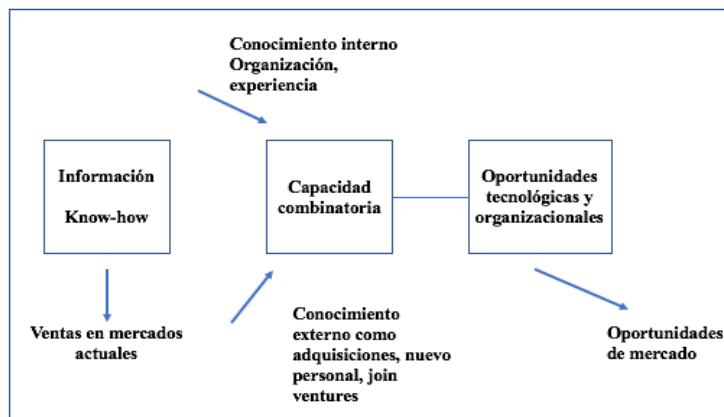 Conocimiento interno
Organización,
experiencia
Información
Know-how
Capacidad
combinatoria
Oportunidades
tecnológicas y
organizacionales
Ventas en mercados
actuales
Conocimiento
externo como
adquisiciones, nuevo
personal, join
ventures
Oportunidades
de mercado